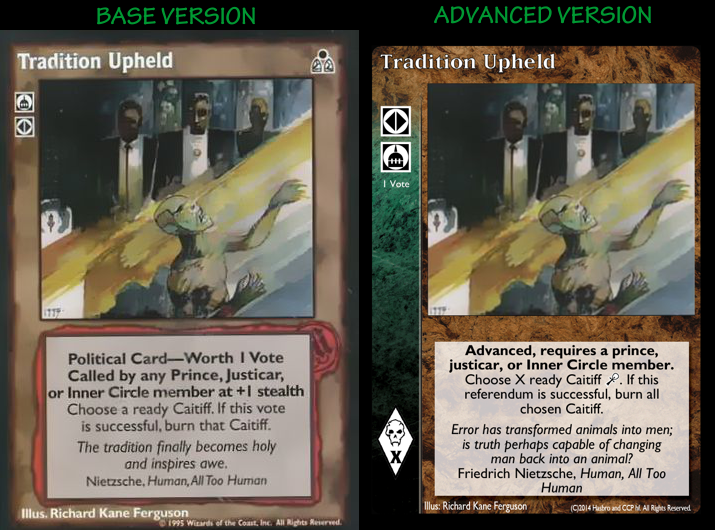 BASE VERSION
Tradition Upheld
Political Card—Worth 1 Vote
Called by any Prince, Justicar,
or Inner Circle member at +1 stealth
Choose a ready Caitiff. If this vote
is successful, burn that Caitiff.
The tradition finally becomes holy
and inspires awe.
Nietzsche, Human, All Too Human
Illus. Richard Kane Ferguson
© 1995 Wizards of the Coast, Inc. All Rights Reserved.
ADVANCED VERSION
Tradition Upheld
1 Vote
Advanced, requires a prince,
justicar, or Inner Circle member.
Choose X ready Caitiff . If this
referendum is successful, burn all
chosen Caitiff.
Error has transformed animals into men;
is truth perhaps capable of changing
man back into an animal?
Friedrich Nietzsche, Human, All Too
Human
X
Illus: Richard Kane Ferguson
(C)2014 Hasbro and CCP hf. All Rights Reserved.